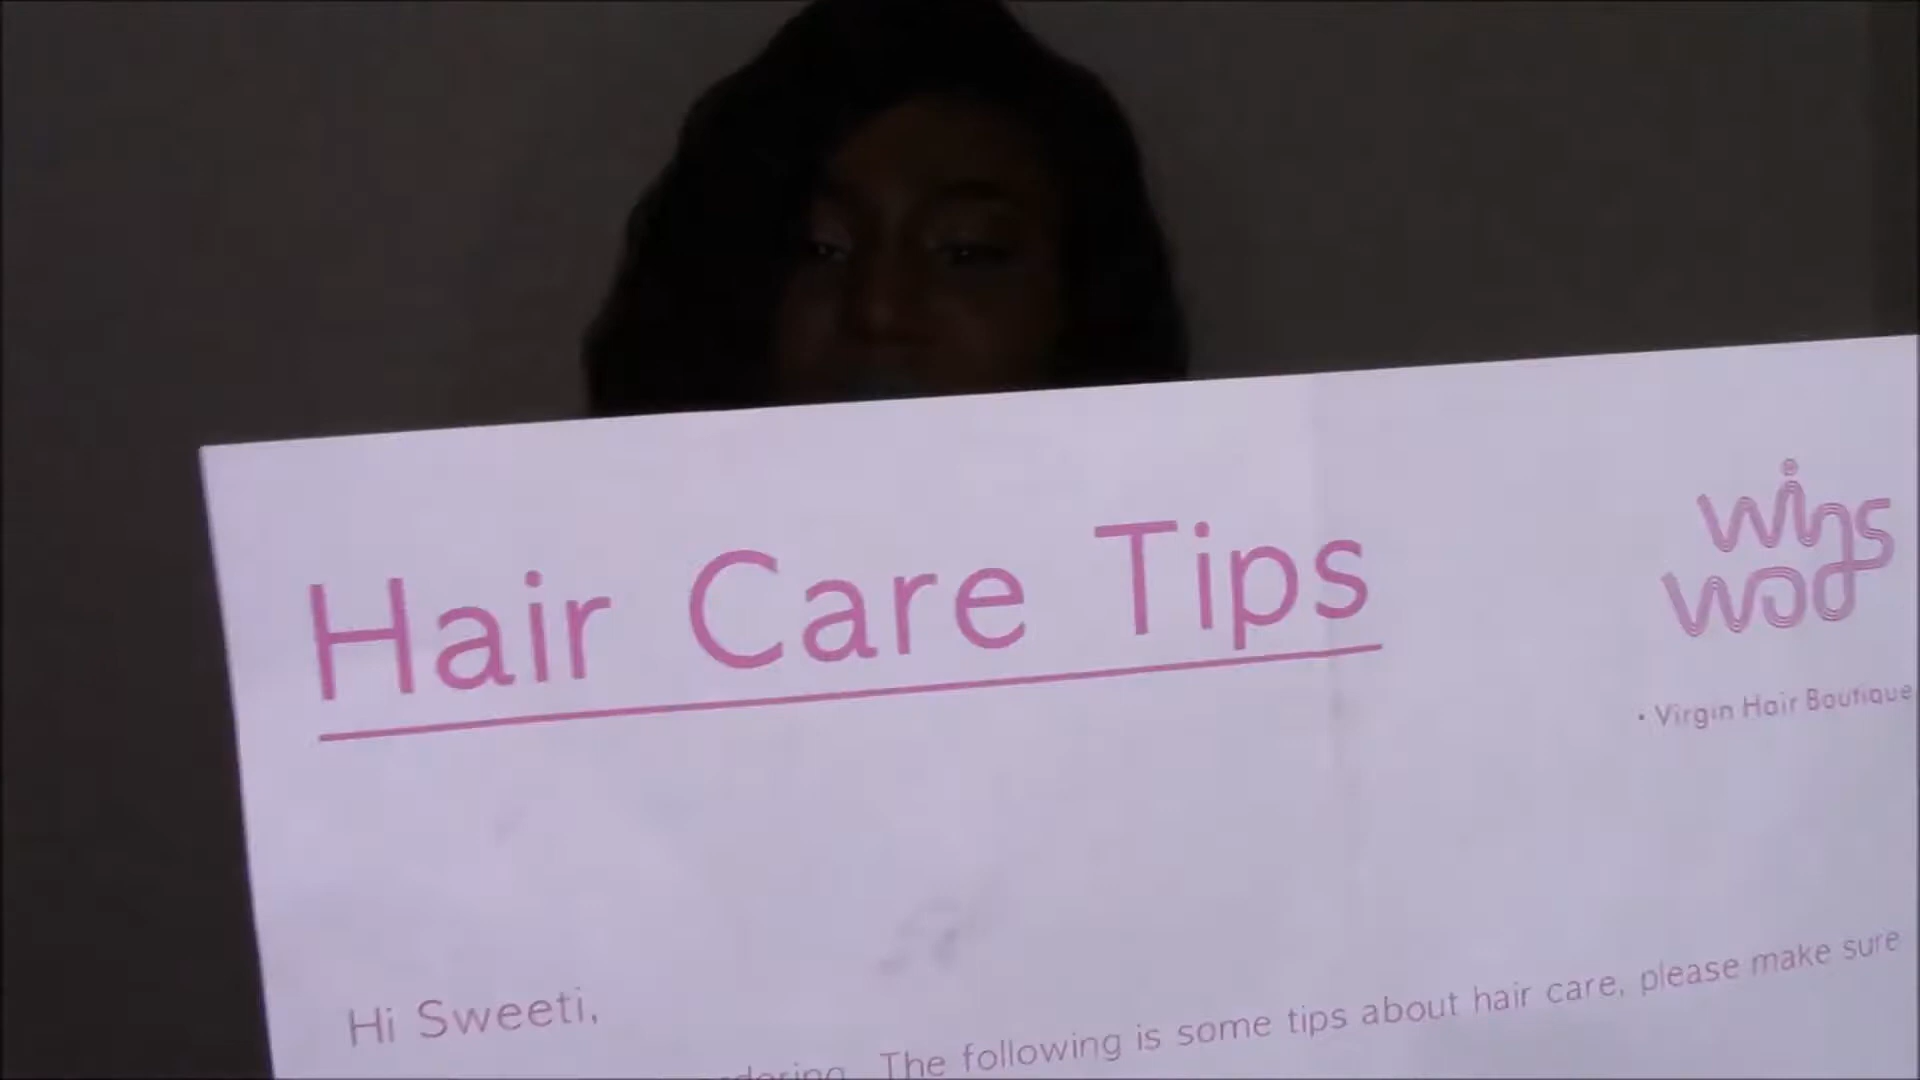 Hair Care Tips
wigs
woo
• Virgin Hair Boutique
Hi Sweeti,
The following is some tips about hair care, please make sure